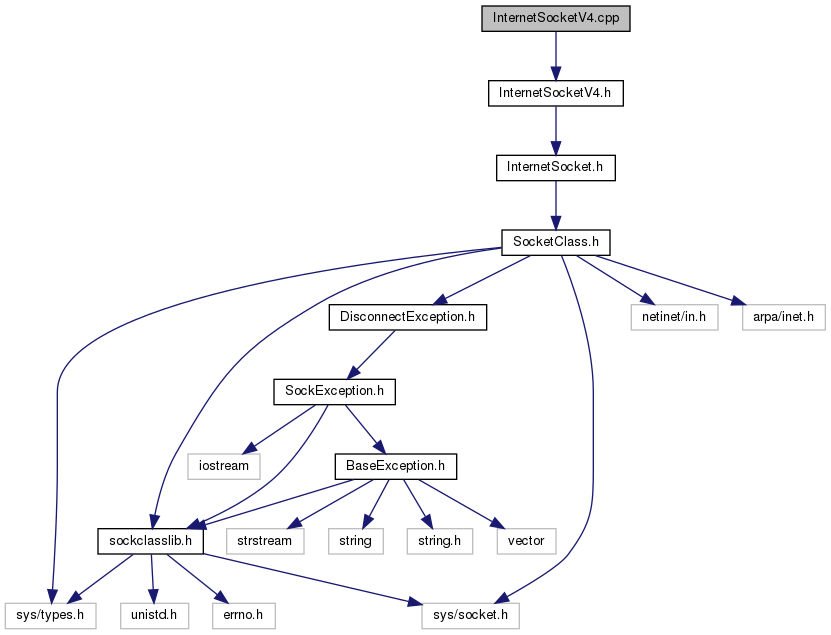 InternetSocketV4.cpp
InternetSocketV4.h
InternetSocket.h
SocketClass.h
DisconnectException.h
netinet/in.h
arpa/inet.h
SockException.h
iostream
BaseException.h
sockclasslib.h
strstream
string
string.h
vector
sys/types.h
unistd.h
errno.h
sys/socket.h